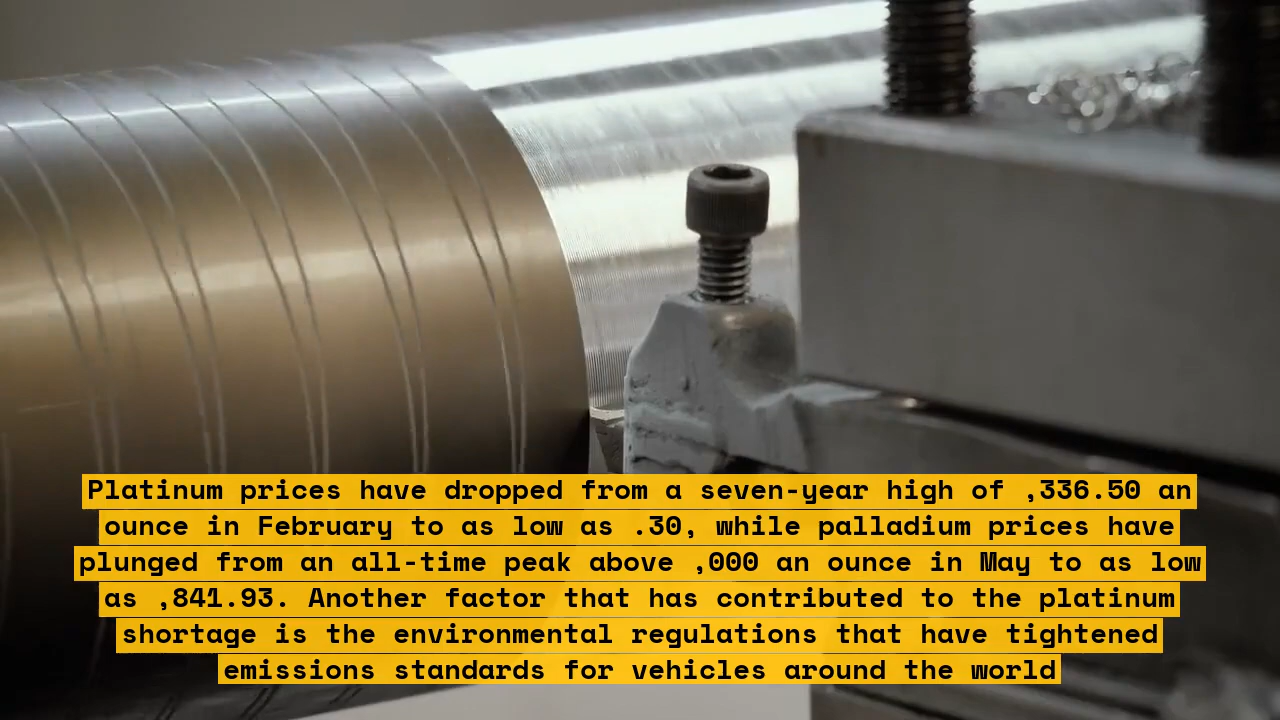 Platinum prices have dropped from a seven-year high of ,336.50 an
ounce in February to as low as .30, while palladium prices have
plunged from an all-time peak above ,000 an ounce in May to as low
as ,841.93. Another factor that has contributed to the platinum
shortage is the environmental regulations that have tightened
emissions standards for vehicles around the world